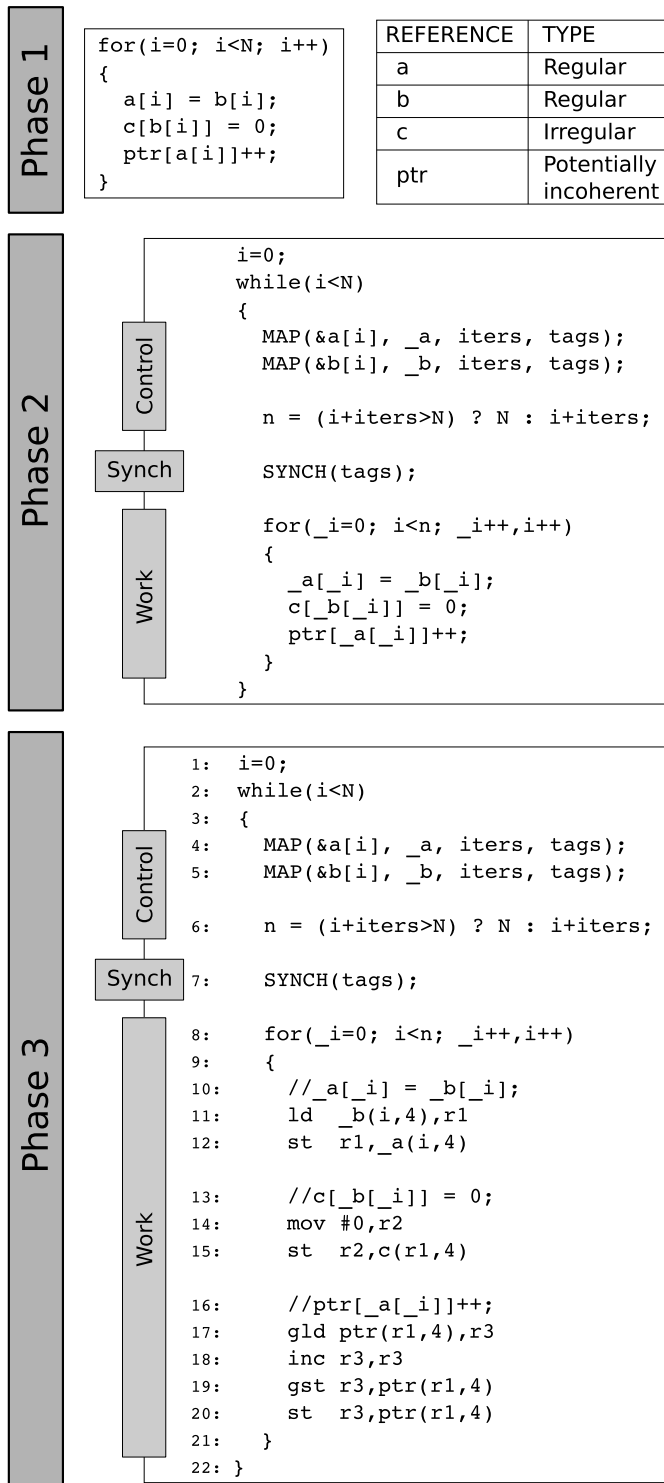 Phase 1
for(i=0; i<N; i++)
{
a[i] = b[i];
c[b[i]] = 0;
ptr[a[i]]++;
}
REFERENCE TYPE
a Regular
b Regular
c Irregular
ptr Potentially
incoherent
Phase 2
Control
Synch
Work
i=0;
while(i<N)
{
MAP(&a[i], _a, iters, tags);
MAP(&b[i], _b, iters, tags);
n = (i+iters>N) ? N : i+iters;
SYNCH(tags);
for(_i=0; i<n; _i++,i++)
{
_a[_i] = _b[_i];
c[_b[_i]] = 0;
ptr[_a[_i]]++;
}
}
Phase 3
Control
Synch
Work
1: i=0;
2: while(i<N)
3: {
4: MAP(&a[i], _a, iters, tags);
5: MAP(&b[i], _b, iters, tags);
6: n = (i+iters>N) ? N : i+iters;
7: SYNCH(tags);
8: for(_i=0; i<n; _i++,i++)
9: {
10: //_a[_i] = _b[_i];
11: ld _b(i,4),r1
12: st r1,_a(i,4)
13: //c[_b[_i]] = 0;
14: mov #0,r2
15: st r2,c(r1,4)
16: //ptr[_a[_i]]++;
17: gld ptr(r1,4),r3
18: inc r3,r3
19: gst r3,ptr(r1,4)
20: st r3,ptr(r1,4)
21: }
22: }